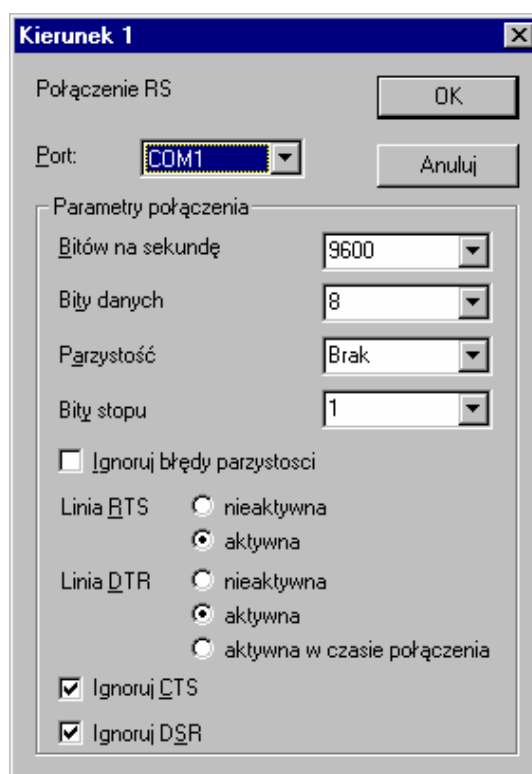 Kierunek 1
Połączenie RS
OK
Port:
COM1
Anuluj
Parametry połączenia
Bitów na sekundę
9600
Bity danych
8
Parzystość
Brak
Bity stopu
1
Ignoruj błędy parzystosci
Linia RTS
nieaktywna
aktywna
Linia DTR
nieaktywna
aktywna
aktywna w czasie połączenia
Ignoruj CTS
Ignoruj DSR